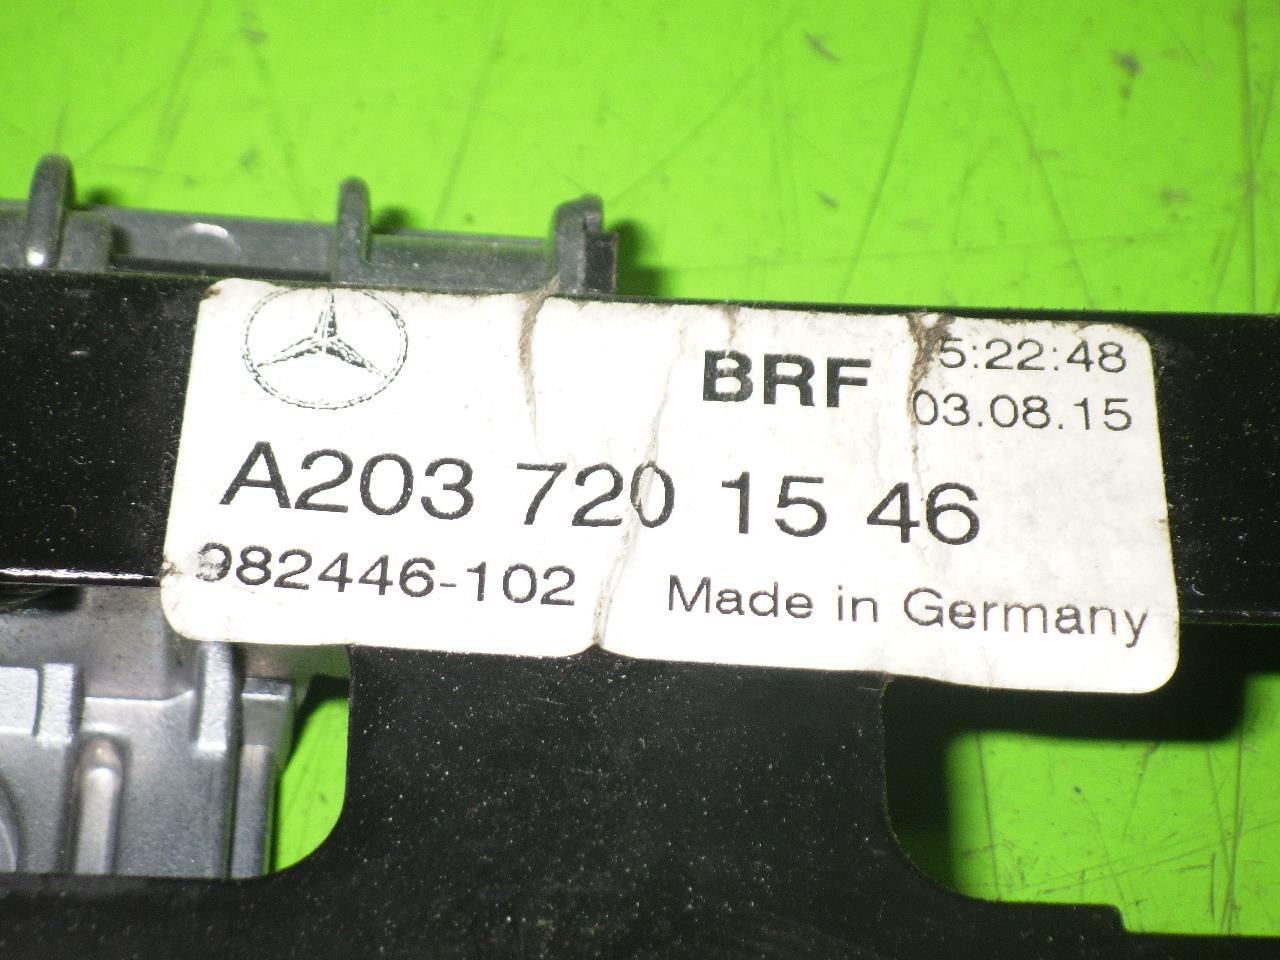 BRF 5:22:48
03.08.15
A203 720 15 46
982446-102 Made in Germany